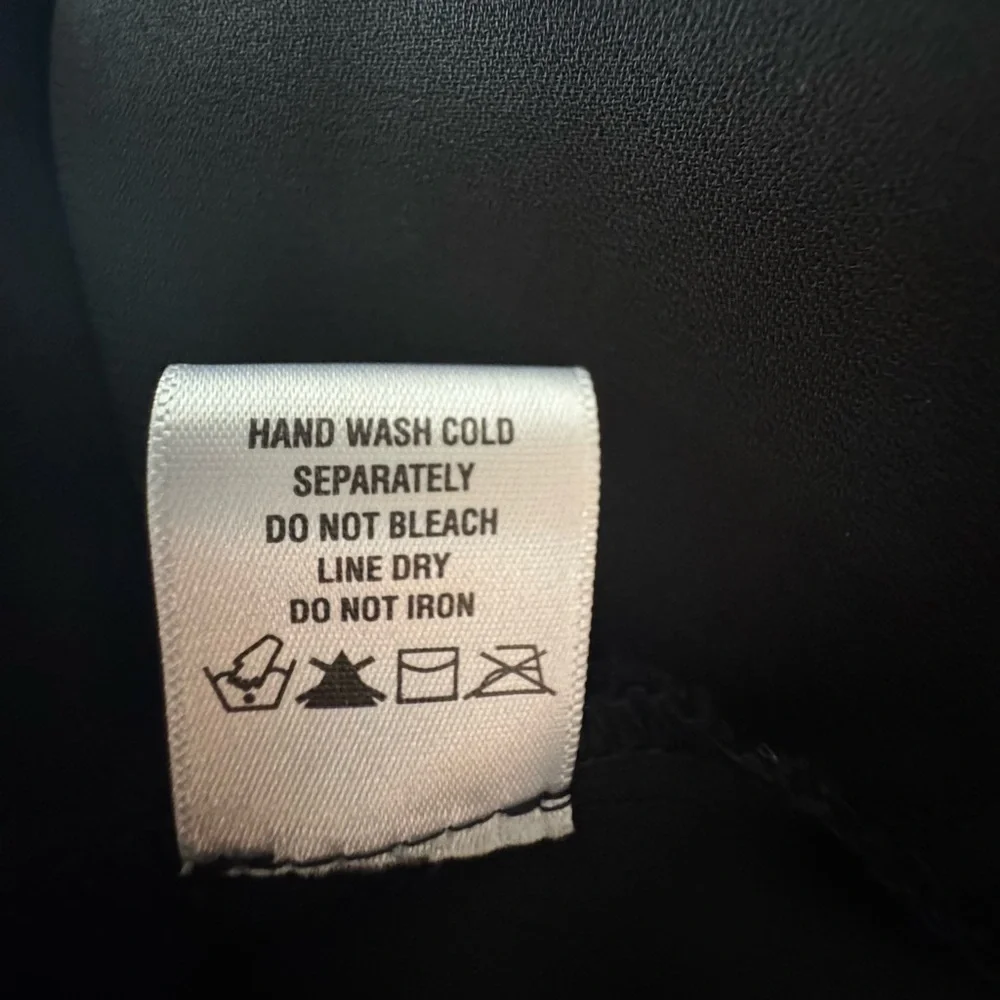 HAND WASH COLD
SEPARATELY
DO NOT BLEACH
LINE DRY
DO NOT IRON